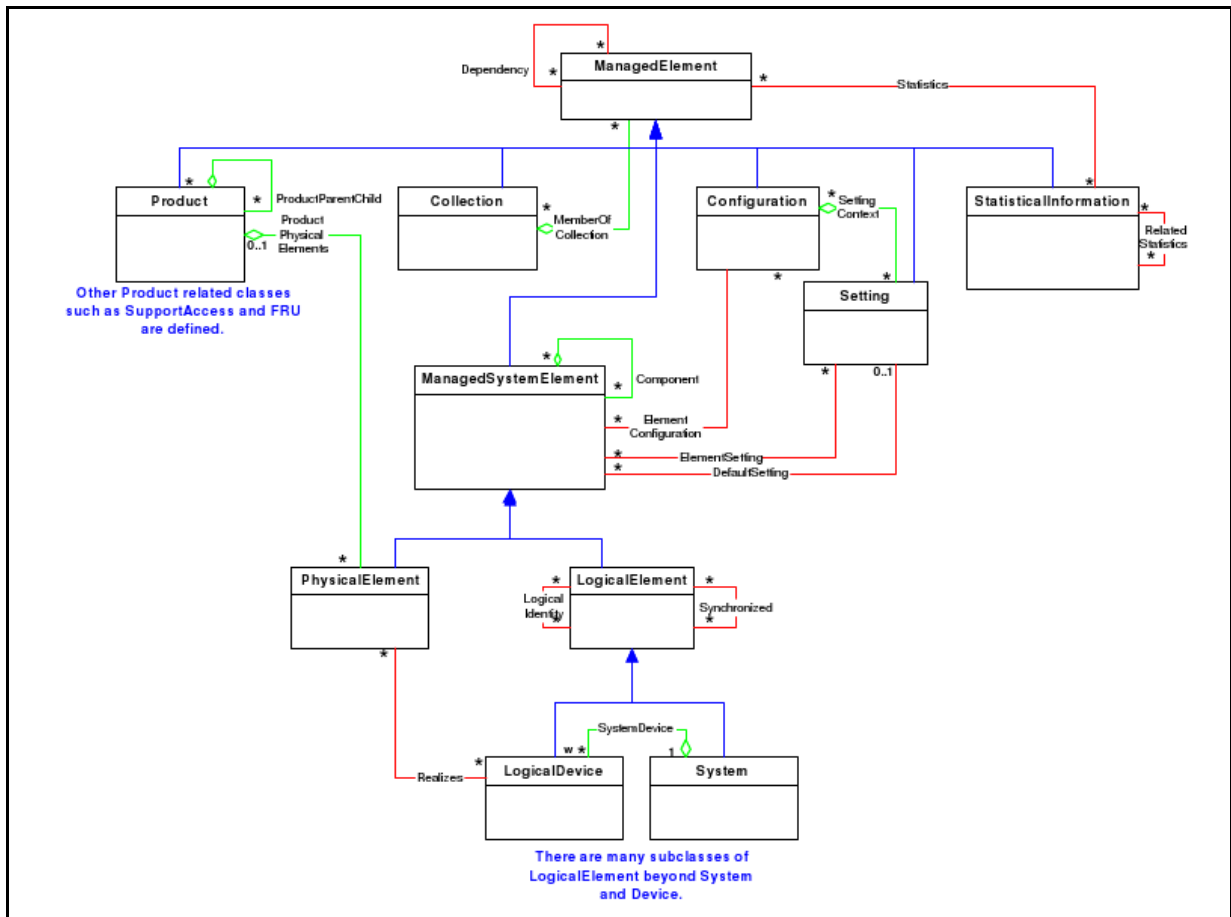 *
ManagedElement
Dependency
*
*
Statistics
*
*
Product
*
ProductParentChild
Product
Physical
Elements
0..1
Collection
*
MemberOf
Collection
Configuration
*
Setting
Context
*
*
StatisticalInformation
*
*
Related
Statistics
*
Setting
*
0..1
Other Product related classes
such as SupportAccess and FRU
are defined.
*
ManagedSystemElement
*
Component
*
Element
Configuration
*
ElementSetting
*
DefaultSetting
*
PhysicalElement
*
LogicalElement
*
Logical
Identity
*
*
Synchronized
*
*
Realizes
SystemDevice
w *
1
LogicalDevice
System
There are many subclasses of
LogicalElement beyond System
and Device.